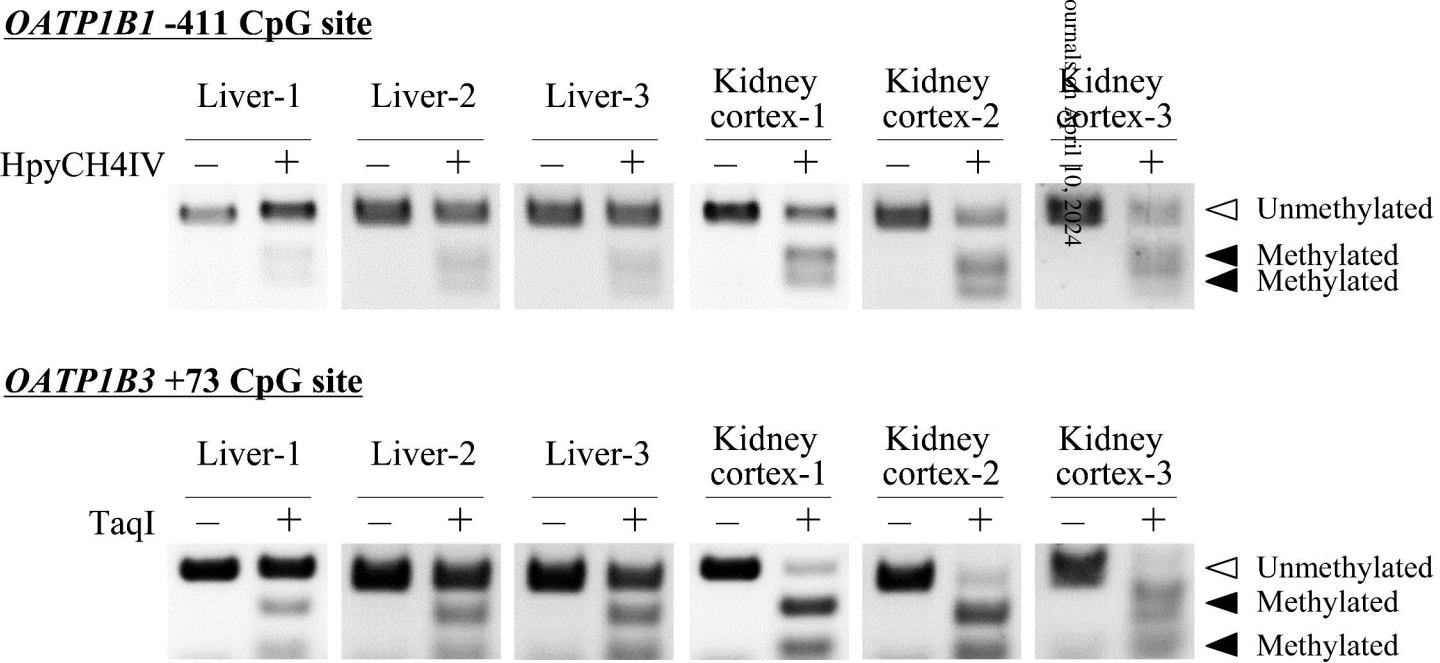 OATP1B1 -411 CpG site
Liver-1 Liver-2 Liver-3 Kidney cortex-1 Kidney cortex-2 Kidney cortex-3
HpyCH4IV – + – + – + – + – + +
Unmethylated
Methylated
Methylated
OATP1B3 +73 CpG site
Liver-1 Liver-2 Liver-3 Kidney cortex-1 Kidney cortex-2 Kidney cortex-3
TaqI – + – + – + – + – + – +
Unmethylated
Methylated
Methylated
ournals on April 10, 2024